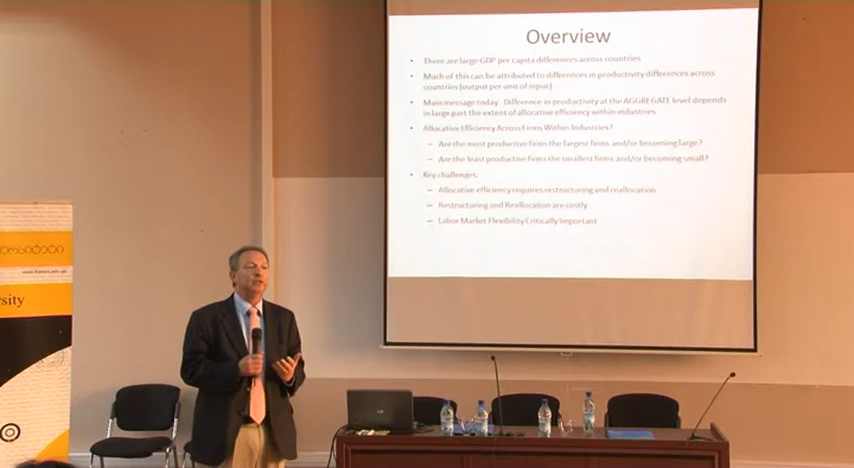 Overview
• There are large GDP per capita differences across countries
• Much of this can be attributed to differences in productivity differences across
countries (output per unit of input)
• Main message today: Difference in productivity at the AGGREGATE level depends
in large part the extent of allocative efficiency within industries
• Allocative Efficiency Across Firms Within Industries?
– Are the most productive firms the largest firms and/or becoming large?
– Are the least productive firms the smallest firms and/or becoming small?
• Key challenges:
– Allocative efficiency requires restructuring and reallocation
– Restructuring and Reallocation are costly
– Labor Market Flexibility Critically Important
rsity